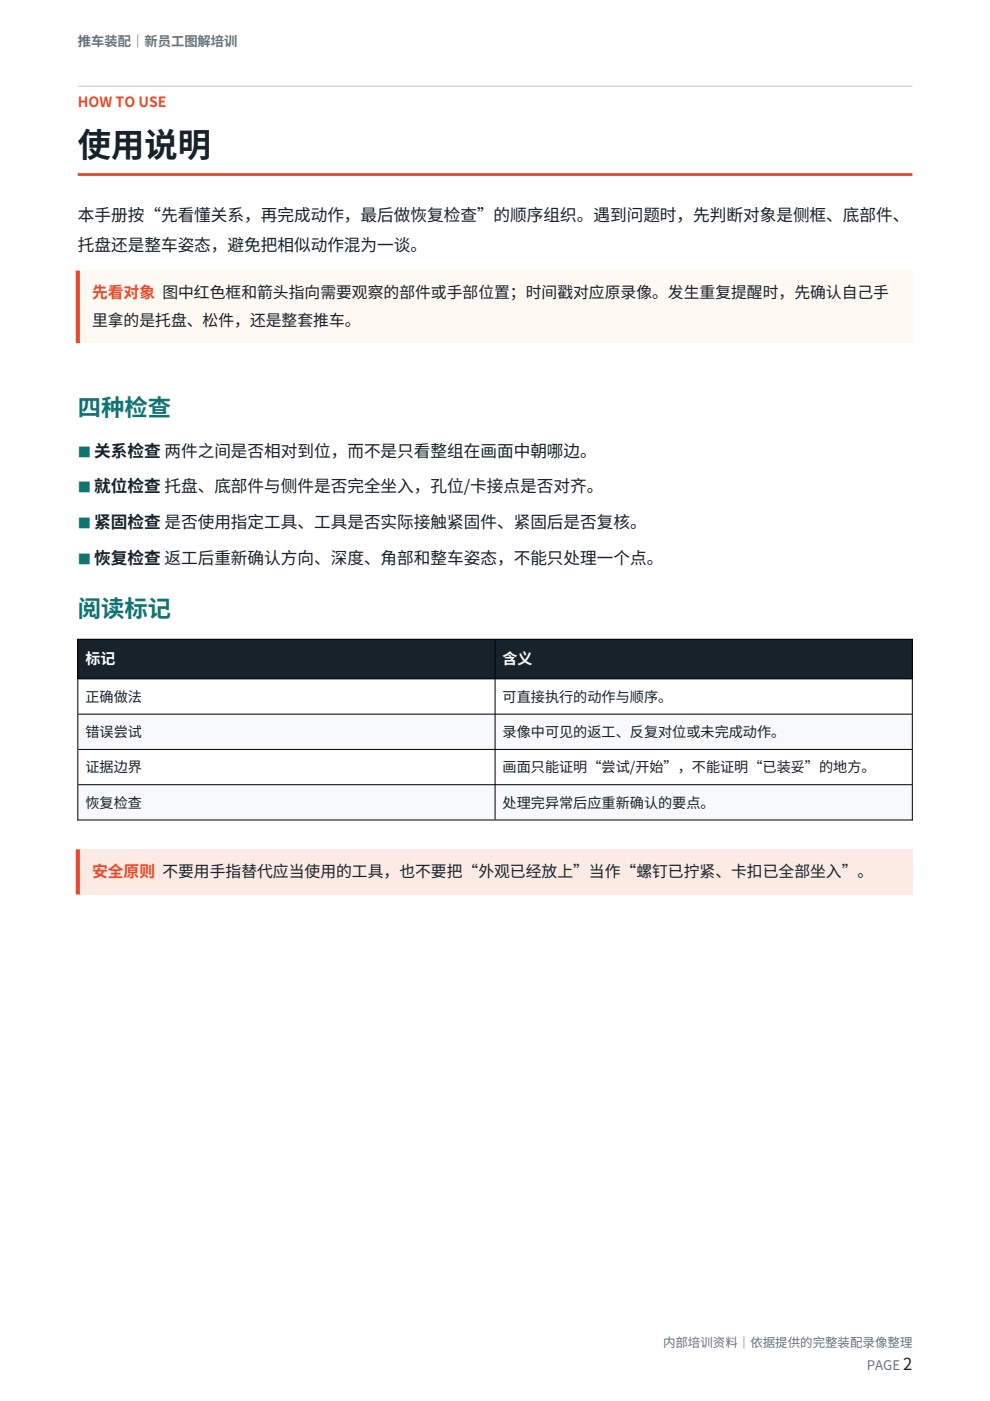 推车装配｜新员工图解培训
HOW TO USE
使用说明
本手册按“先看懂关系，再完成动作，最后做恢复检查”的顺序组织。遇到问题时，先判断对象是侧框、底部件、
托盘还是整车姿态，避免把相似动作混为一谈。
先看对象 图中红色框和箭头指向需要观察的部件或手部位置；时间戳对应原录像。发生重复提醒时，先确认自己手
里拿的是托盘、松件，还是整套推车。
四种检查
■ 关系检查 两件之间是否相对到位，而不是只看整组在画面中朝哪边。
■ 就位检查 托盘、底部件与侧件是否完全坐入，孔位/卡接点是否对齐。
■ 紧固检查 是否使用指定工具、工具是否实际接触紧固件、紧固后是否复核。
■ 恢复检查 返工后重新确认方向、深度、角部和整车姿态，不能只处理一个点。
阅读标记
标记 含义
正确做法 可直接执行的动作与顺序。
错误尝试 录像中可见的返工、反复对位或未完成动作。
证据边界 画面只能证明“尝试/开始”，不能证明“已装妥”的地方。
恢复检查 处理完异常后应重新确认的要点。
安全原则 不要用手指替代应当使用的工具，也不要把“外观已经放上”当作“螺钉已拧紧、卡扣已全部坐入”。
内部培训资料｜依据提供的完整装配录像整理
PAGE 2